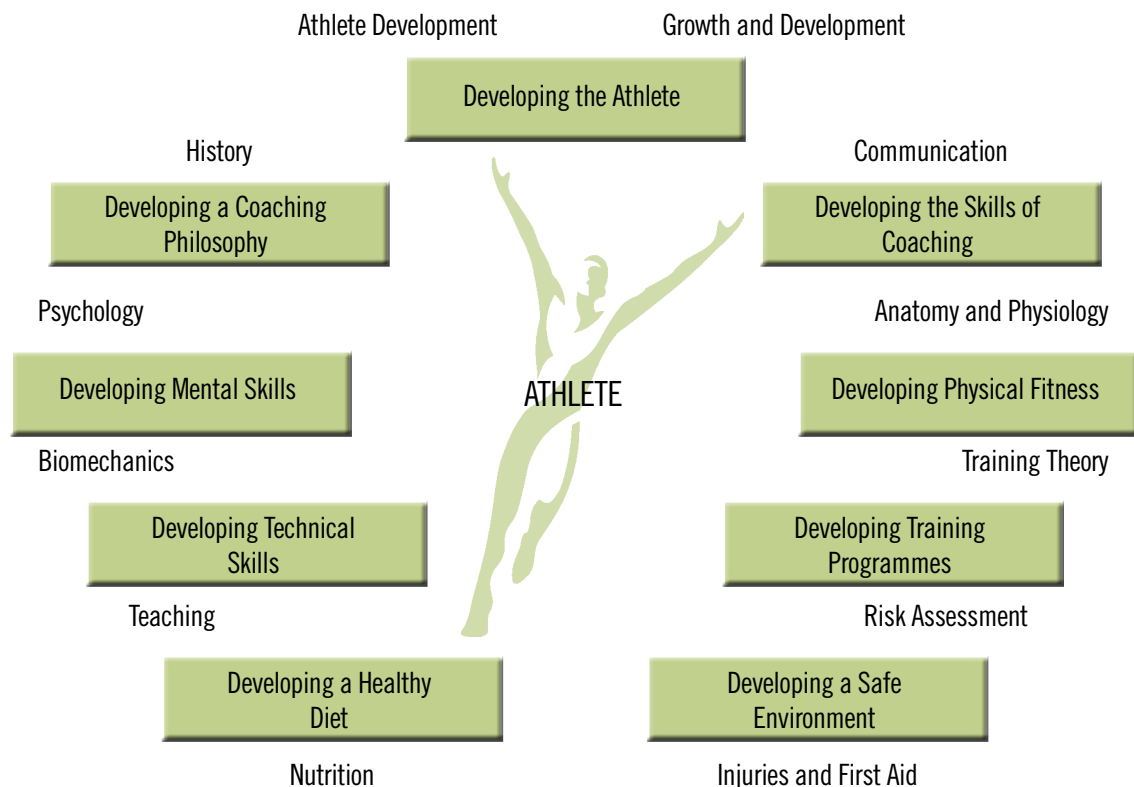 Athlete Development
Growth and Development
Developing the Athlete
History
Communication
Developing a Coaching
Philosophy
Developing the Skills of
Coaching
Psychology
Anatomy and Physiology
Developing Mental Skills
ATHLETE
Developing Physical Fitness
Biomechanics
Training Theory
Developing Technical
Skills
Developing Training
Programmes
Teaching
Risk Assessment
Developing a Healthy
Diet
Developing a Safe
Environment
Nutrition
Injuries and First Aid